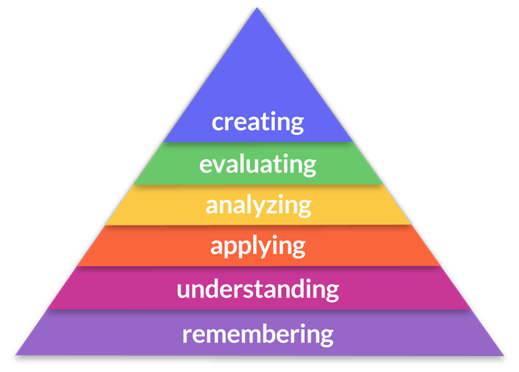 creating
evaluating
analyzing
applying
understanding
remembering